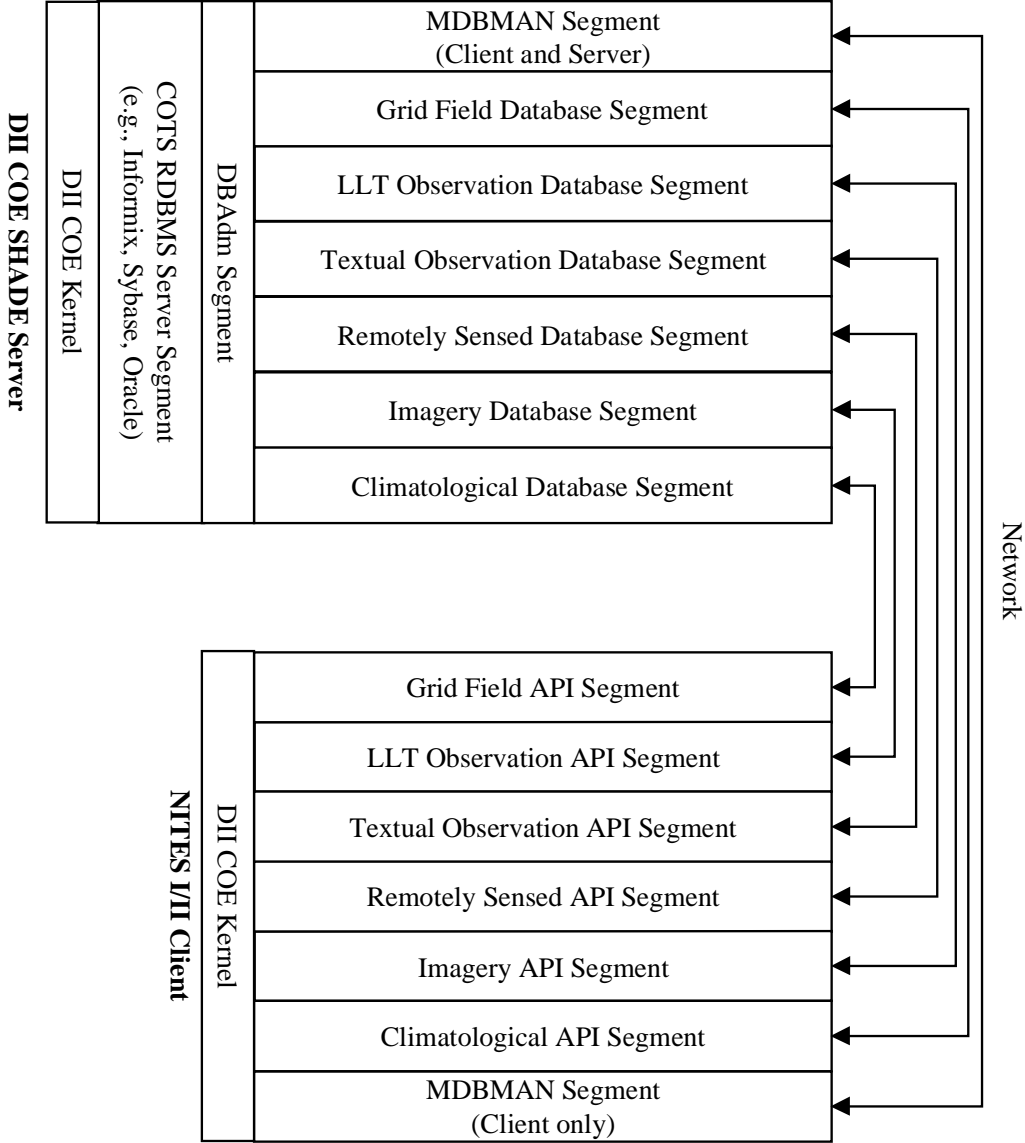 MDBMAN Segment
(Client and Server)
Grid Field Database Segment
LLT Observation Database Segment
Textual Observation Database Segment
Remotely Sensed Database Segment
Imagery Database Segment
Climatological Database Segment
DBAdm Segment
COTS RDBMS Server Segment
(e.g., Informix, Sybase, Oracle)
DII COE Kernel
DII COE SHADE Server
Network
Grid Field API Segment
LLT Observation API Segment
Textual Observation API Segment
Remotely Sensed API Segment
Imagery API Segment
Climatological API Segment
MDBMAN Segment
(Client only)
DII COE Kernel
NITES I/II Client